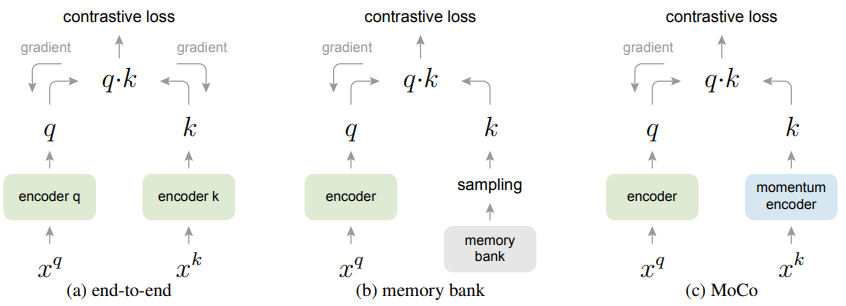 contrastive loss
gradient
gradient
q·k
q
k
encoder q
encoder k
x^q
x^k
(a) end-to-end
contrastive loss
gradient
q·k
q
k
encoder
sampling
memory
bank
x^q
(b) memory bank
contrastive loss
gradient
q·k
q
k
encoder
momentum
encoder
x^q
x^k
(c) MoCo